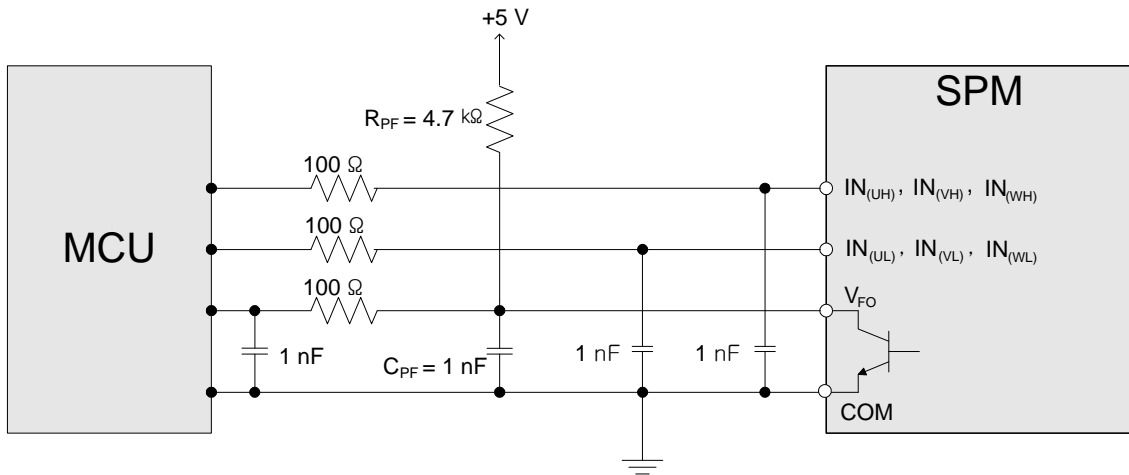 +5 V
SPM
R_PF = 4.7 kΩ
100 Ω
IN_(UH), IN_(VH), IN_(WH)
MCU
100 Ω
IN_(UL), IN_(VL), IN_(WL)
100 Ω
V_FO
1 nF
C_PF = 1 nF
1 nF
1 nF
COM